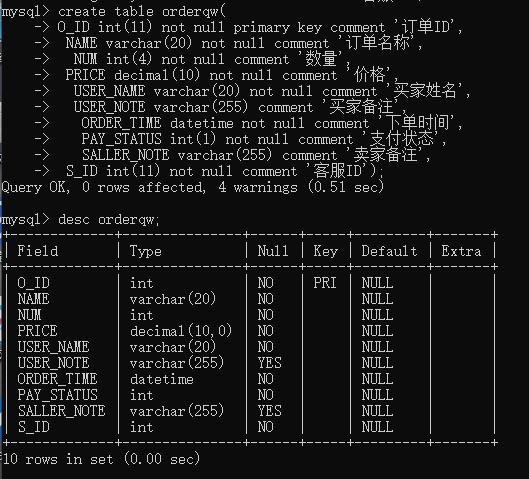 mysql> create table orderqw(
    -> O_ID int(11) not null primary key comment '订单ID',
    ->  NAME varchar(20) not null comment '订单名称',
    ->   NUM int(4) not null comment '数量',
    ->  PRICE decimal(10) not null comment '价格',
    ->   USER_NAME varchar(20) not null comment '买家姓名',
    ->   USER_NOTE varchar(255) comment '买家备注',
    ->    ORDER_TIME datetime not null comment '下单时间',
    ->    PAY_STATUS int(1) not null comment '支付状态',
    ->    SALLER_NOTE varchar(255) comment '卖家备注',
    ->  S_ID int(11) not null comment '客服ID');
Query OK, 0 rows affected, 4 warnings (0.51 sec)
mysql> desc orderqw;
+-------------+---------------+------+-----+---------+-------+
| Field       | Type          | Null | Key | Default | Extra |
+-------------+---------------+------+-----+---------+-------+
| O_ID        | int           | NO   | PRI | NULL    |       |
| NAME        | varchar(20)   | NO   |     | NULL    |       |
| NUM         | int           | NO   |     | NULL    |       |
| PRICE       | decimal(10,0) | NO   |     | NULL    |       |
| USER_NAME   | varchar(20)   | NO   |     | NULL    |       |
| USER_NOTE   | varchar(255)  | YES  |     | NULL    |       |
| ORDER_TIME  | datetime      | NO   |     | NULL    |       |
| PAY_STATUS  | int           | NO   |     | NULL    |       |
| SALLER_NOTE | varchar(255)  | YES  |     | NULL    |       |
| S_ID        | int           | NO   |     | NULL    |       |
+-------------+---------------+------+-----+---------+-------+
10 rows in set (0.00 sec)